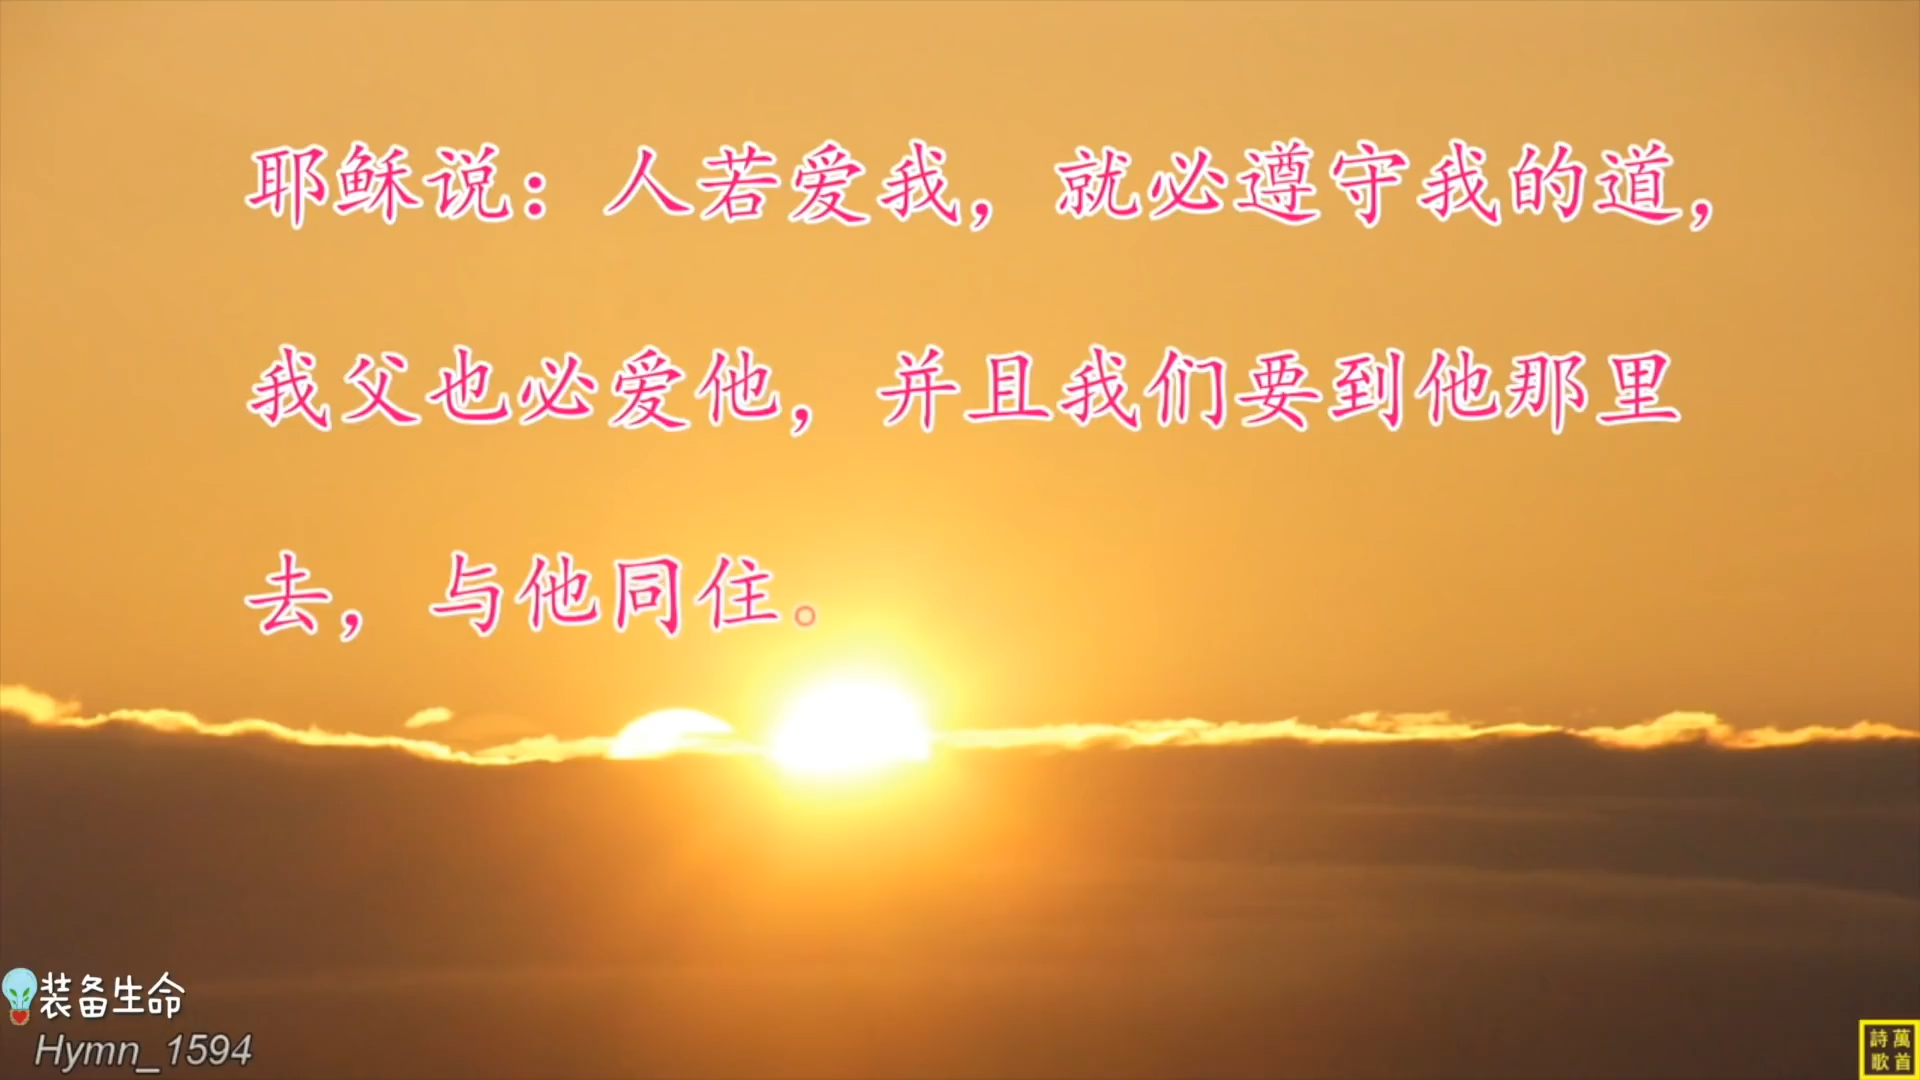 耶稣说：人若爱我，就必遵守我的道，
我父也必爱他，并且我们要到他那里
去，与他同住。
装备生命
Hymn_1594
萬首
詩歌